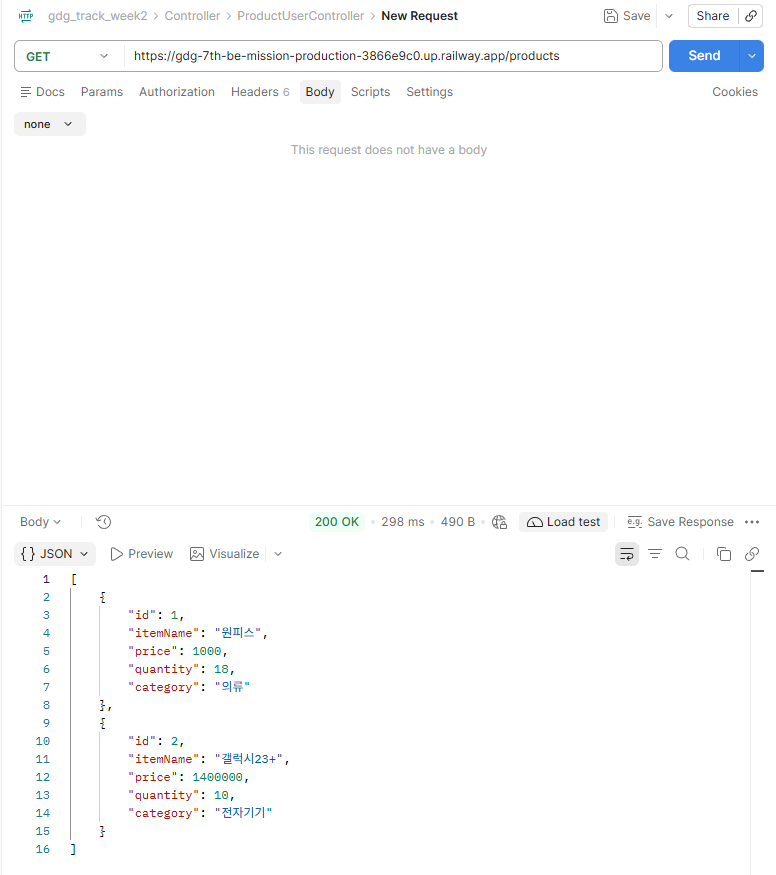 HTTP gdg_track_week2 > Controller > ProductUserController > New Request Save Share
GET https://gdg-7th-be-mission-production-3866e9c0.up.railway.app/products Send
Docs Params Authorization Headers 6 Body Scripts Settings Cookies
none
This request does not have a body
Body 200 OK • 298 ms • 490 B • Load test e.g. Save Response
{} JSON Preview Visualize
1 [
2 {
3 "id": 1,
4 "itemName": "원피스",
5 "price": 1000,
6 "quantity": 18,
7 "category": "의류"
8 },
9 {
10 "id": 2,
11 "itemName": "갤럭시23+",
12 "price": 1400000,
13 "quantity": 10,
14 "category": "전자기기"
15 }
16 ]